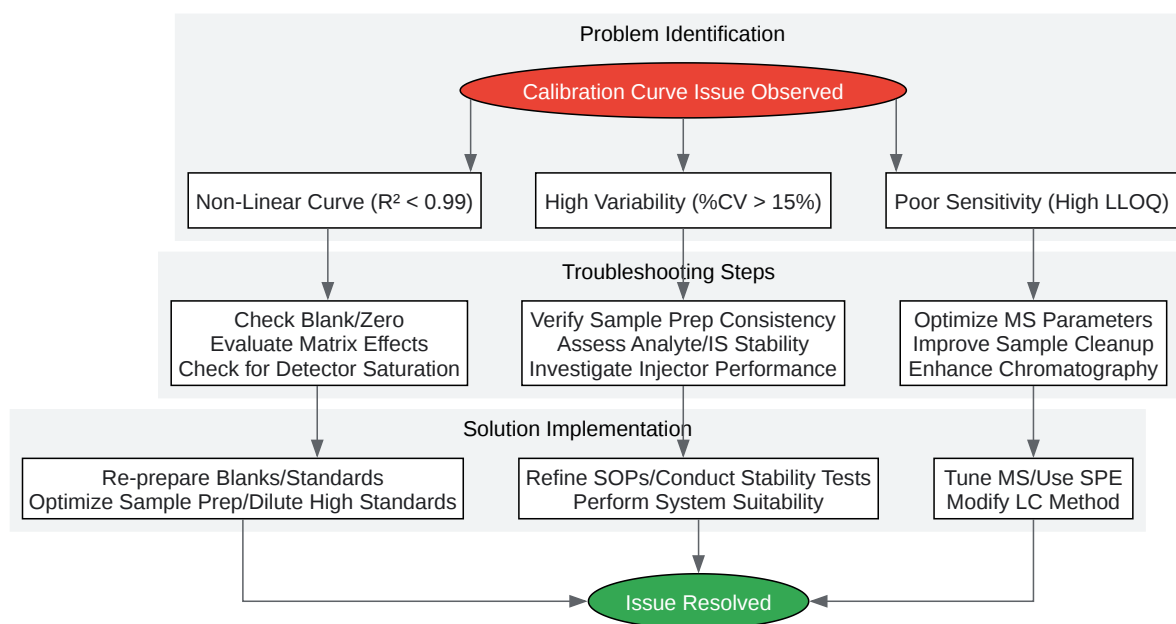 Problem Identification
Calibration Curve Issue Observed
Non-Linear Curve (R² < 0.99)
High Variability (%CV > 15%)
Poor Sensitivity (High LLOQ)
Troubleshooting Steps
Check Blank/Zero
Evaluate Matrix Effects
Check for Detector Saturation
Verify Sample Prep Consistency
Assess Analyte/IS Stability
Investigate Injector Performance
Optimize MS Parameters
Improve Sample Cleanup
Enhance Chromatography
Solution Implementation
Re-prepare Blanks/Standards
Optimize Sample Prep/Dilute High Standards
Refine SOPs/Conduct Stability Tests
Perform System Suitability
Tune MS/Use SPE
Modify LC Method
Issue Resolved